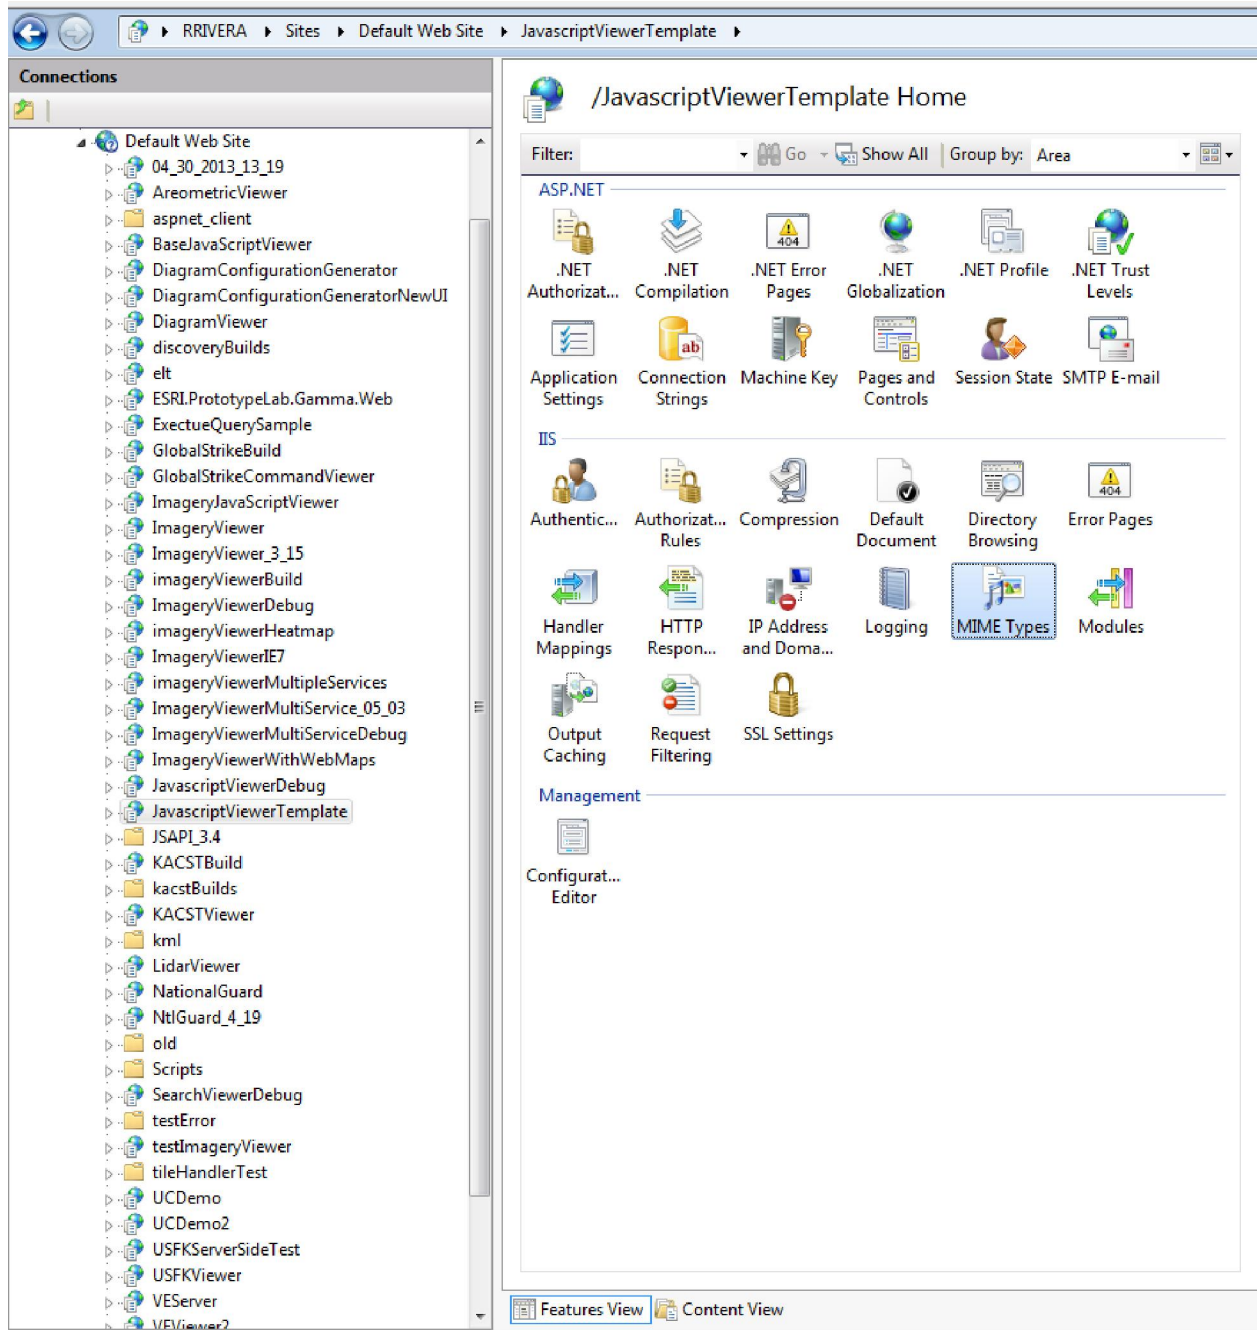 RRIVERA Sites Default Web Site JavascriptViewerTemplate
Connections
Default Web Site
04_30_2013_13_19
AreometricViewer
aspnet_client
BaseJavaScriptViewer
DiagramConfigurationGenerator
DiagramConfigurationGeneratorNewUI
DiagramViewer
discoveryBuilds
elt
ESRI.PrototypeLab.Gamma.Web
ExectueQuerySample
GlobalStrikeBuild
GlobalStrikeCommandViewer
ImageryJavaScriptViewer
ImageryViewer
ImageryViewer_3_15
imageryViewerBuild
ImageryViewerDebug
imageryViewerHeatmap
ImageryViewerIE7
imageryViewerMultipleServices
ImageryViewerMultiService_05_03
ImageryViewerMultiServiceDebug
ImageryViewerWithWebMaps
JavascriptViewerDebug
JavascriptViewerTemplate
JSAPI_3.4
KACSTBuild
kacstBuilds
KACSTViewer
kml
LidarViewer
NationalGuard
NtlGuard_4_19
old
Scripts
SearchViewerDebug
testError
testImageryViewer
tileHandlerTest
UCDemo
UCDemo2
USFKServerSideTest
USFKViewer
VEServer
VEViewer2
/JavascriptViewerTemplate Home
Filter: Go Show All Group by: Area
ASP.NET
.NET Authorizat...
.NET Compilation
404
.NET Error Pages
.NET Globalization
.NET Profile
.NET Trust Levels
Application Settings
ab
Connection Strings
Machine Key
Pages and Controls
Session State
SMTP E-mail
IIS
Authentic...
Authorizat... Rules
Compression
Default Document
Directory Browsing
404
Error Pages
Handler Mappings
HTTP Respon...
IP Address and Doma...
Logging
MIME Types
Modules
Output Caching
Request Filtering
SSL Settings
Management
Configurat... Editor
Features View Content View